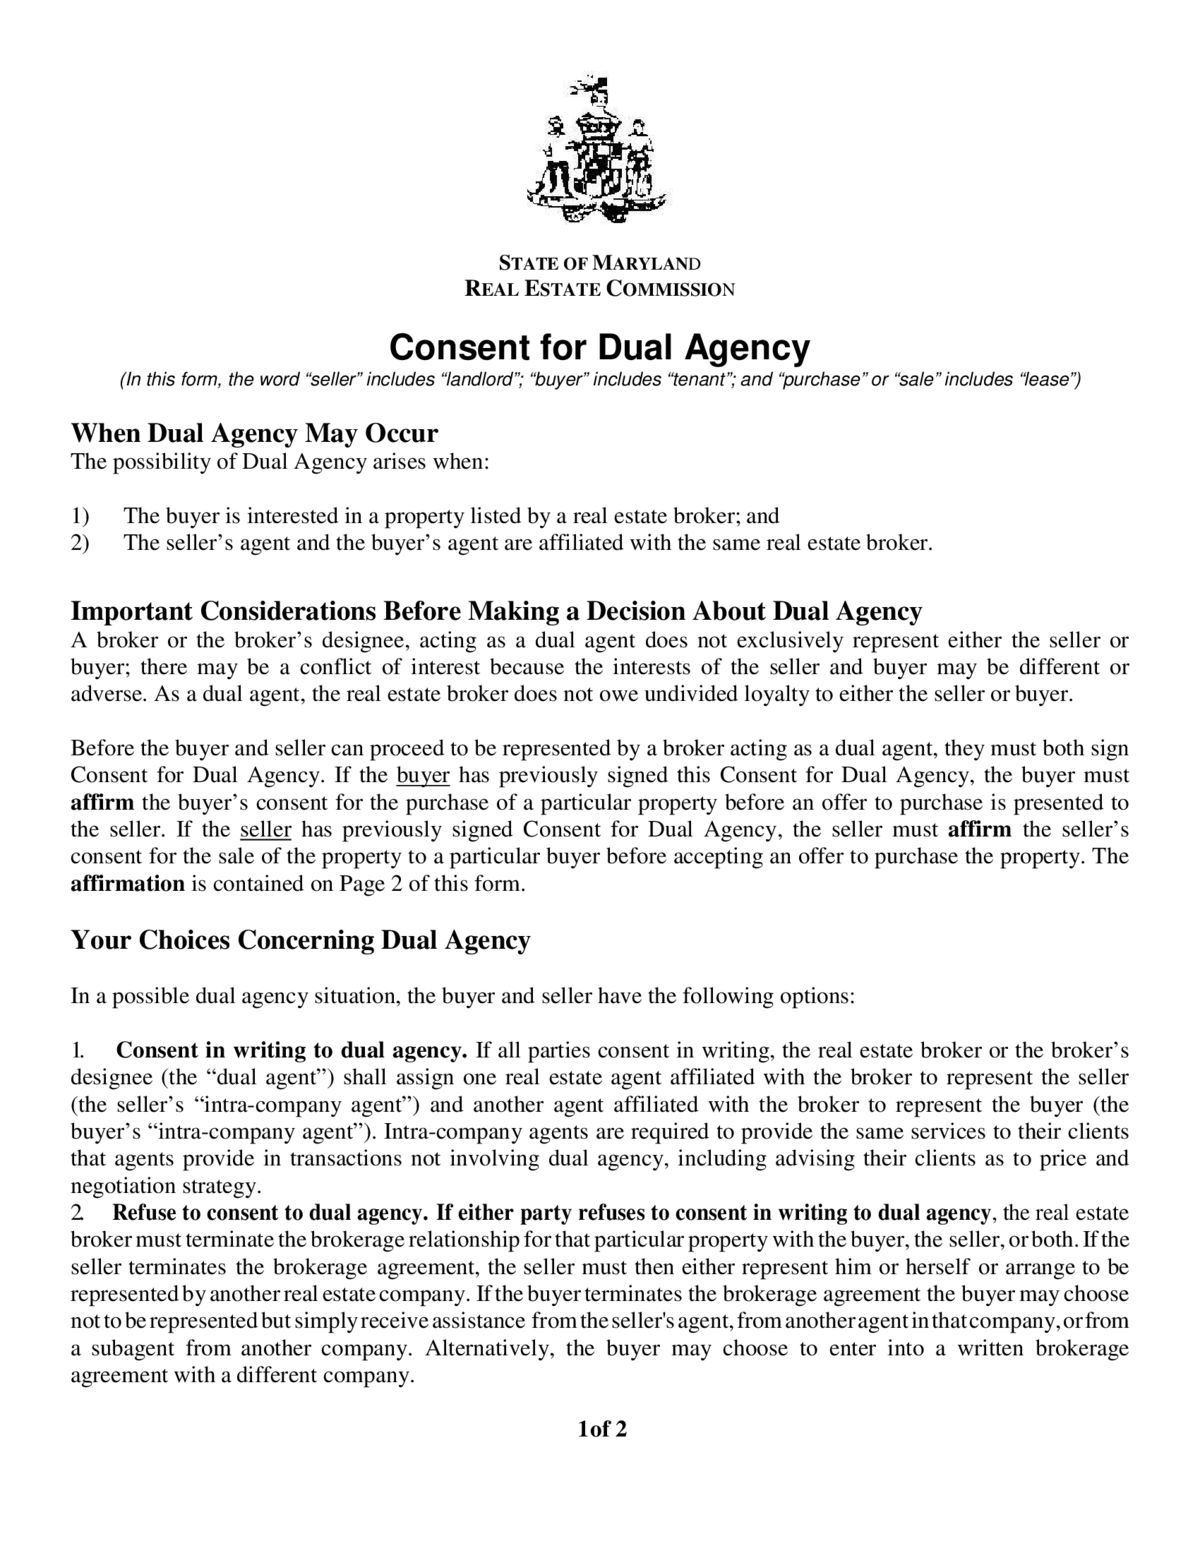 STATE OF MARYLAND
REAL ESTATE COMMISSION
Consent for Dual Agency
(In this form, the word “seller” includes “landlord”; “buyer” includes “tenant”; and “purchase” or “sale” includes “lease”)
When Dual Agency May Occur
The possibility of Dual Agency arises when:
1) The buyer is interested in a property listed by a real estate broker; and
2) The seller’s agent and the buyer’s agent are affiliated with the same real estate broker.
Important Considerations Before Making a Decision About Dual Agency
A broker or the broker’s designee, acting as a dual agent does not exclusively represent either the seller or
buyer; there may be a conflict of interest because the interests of the seller and buyer may be different or
adverse. As a dual agent, the real estate broker does not owe undivided loyalty to either the seller or buyer.
Before the buyer and seller can proceed to be represented by a broker acting as a dual agent, they must both sign
Consent for Dual Agency. If the buyer has previously signed this Consent for Dual Agency, the buyer must
affirm the buyer’s consent for the purchase of a particular property before an offer to purchase is presented to
the seller. If the seller has previously signed Consent for Dual Agency, the seller must affirm the seller’s
consent for the sale of the property to a particular buyer before accepting an offer to purchase the property. The
affirmation is contained on Page 2 of this form.
Your Choices Concerning Dual Agency
In a possible dual agency situation, the buyer and seller have the following options:
1. Consent in writing to dual agency. If all parties consent in writing, the real estate broker or the broker’s
designee (the “dual agent”) shall assign one real estate agent affiliated with the broker to represent the seller
(the seller’s “intra-company agent”) and another agent affiliated with the broker to represent the buyer (the
buyer’s “intra-company agent”). Intra-company agents are required to provide the same services to their clients
that agents provide in transactions not involving dual agency, including advising their clients as to price and
negotiation strategy.
2. Refuse to consent to dual agency. If either party refuses to consent in writing to dual agency, the real estate
broker must terminate the brokerage relationship for that particular property with the buyer, the seller, or both. If the
seller terminates the brokerage agreement, the seller must then either represent him or herself or arrange to be
represented by another real estate company. If the buyer terminates the brokerage agreement the buyer may choose
not to be represented but simply receive assistance from the seller's agent, from another agent in that company, or from
a subagent from another company. Alternatively, the buyer may choose to enter into a written brokerage
agreement with a different company.
1of 2